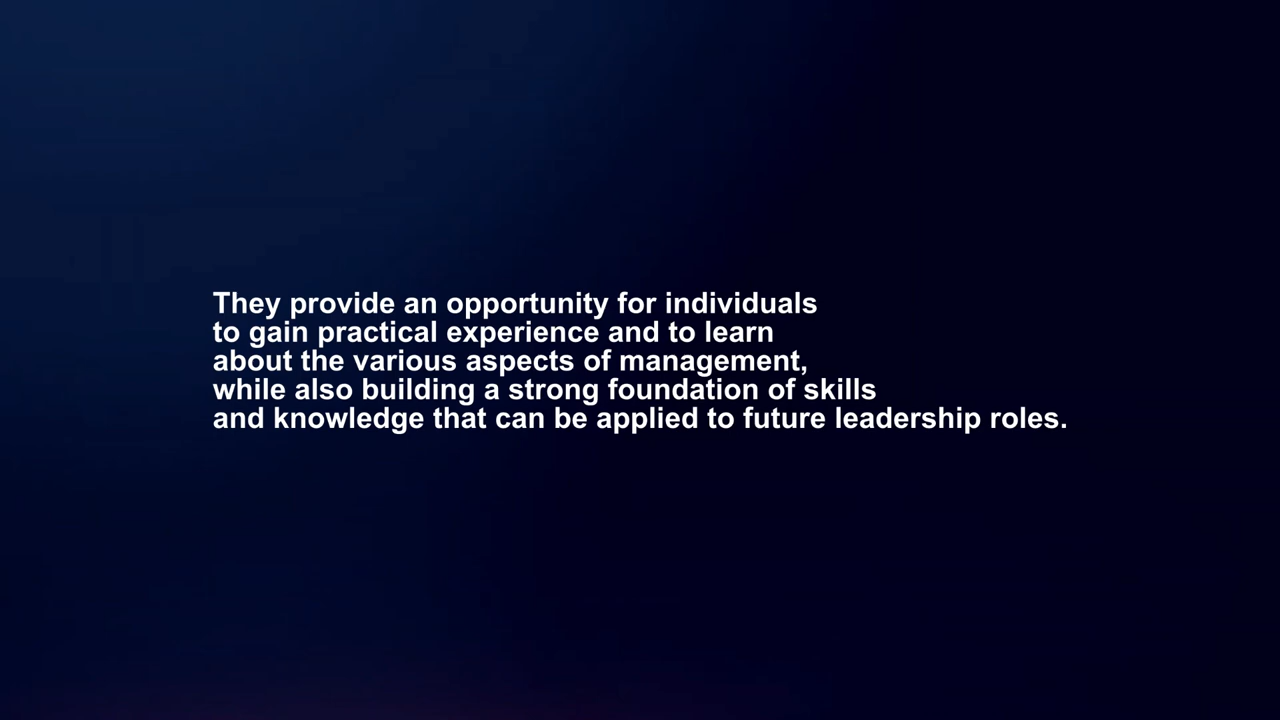 They provide an opportunity for individuals
to gain practical experience and to learn
about the various aspects of management,
while also building a strong foundation of skills
and knowledge that can be applied to future leadership roles.